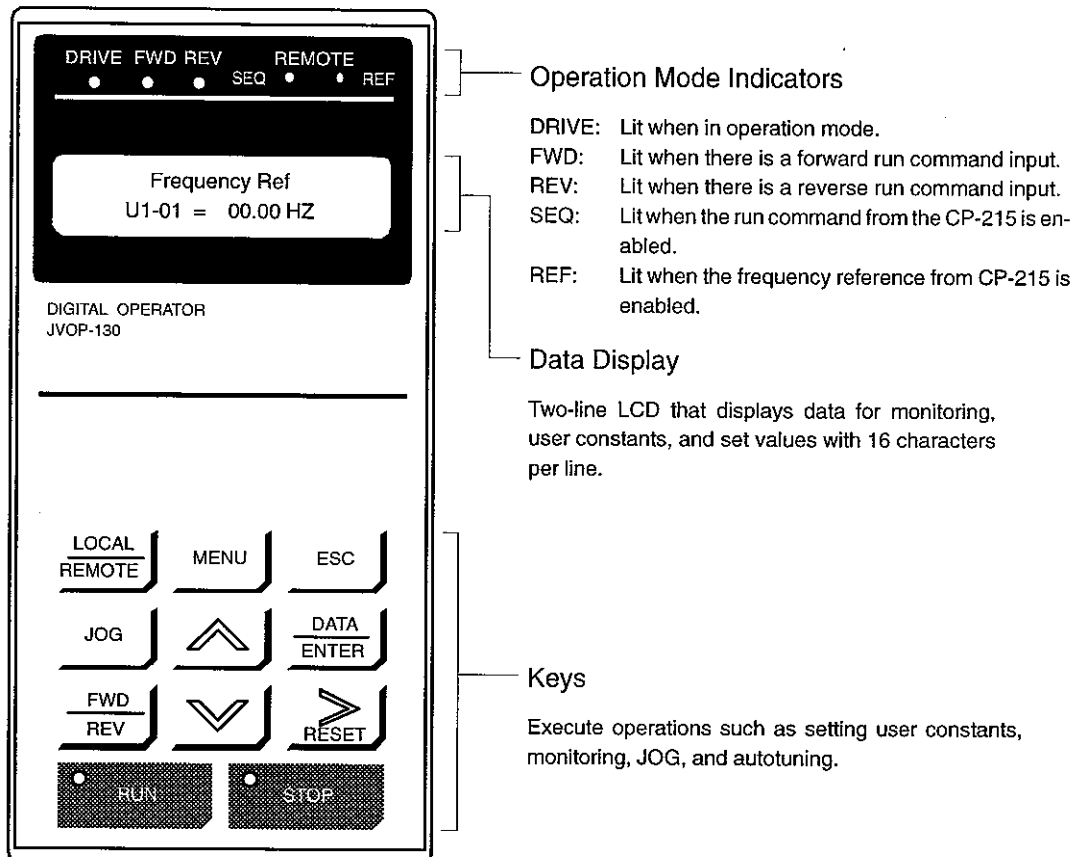 DRIVE FWD REV REMOTE
SEQ REF
Frequency Ref
U1-01 = 00.00 HZ
DIGITAL OPERATOR
JVOP-130
LOCAL
REMOTE
MENU
ESC
JOG
DATA
ENTER
FWD
REV
RESET
RUN
STOP
Operation Mode Indicators
DRIVE: Lit when in operation mode.
FWD: Lit when there is a forward run command input.
REV: Lit when there is a reverse run command input.
SEQ: Lit when the run command from the CP-215 is en-
abled.
REF: Lit when the frequency reference from CP-215 is
enabled.
Data Display
Two-line LCD that displays data for monitoring,
user constants, and set values with 16 characters
per line.
Keys
Execute operations such as setting user constants,
monitoring, JOG, and autotuning.